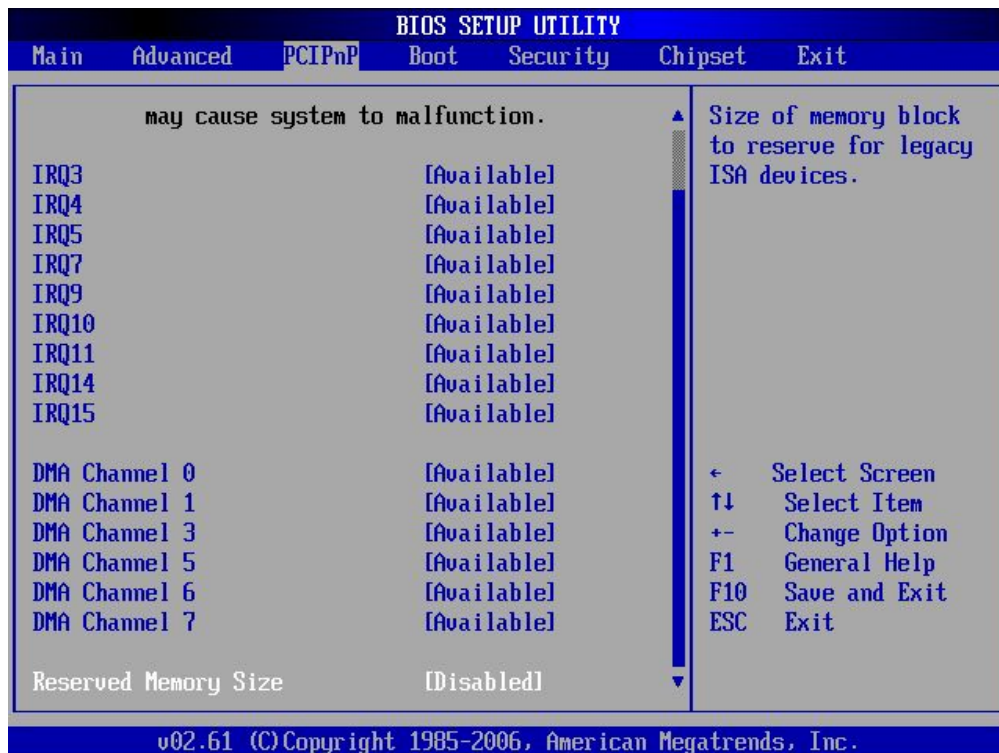 BIOS SETUP UTILITY
Main Advanced PCIPnP Boot Security Chipset Exit
may cause system to malfunction.
IRQ3 [Available]
IRQ4 [Available]
IRQ5 [Available]
IRQ7 [Available]
IRQ9 [Available]
IRQ10 [Available]
IRQ11 [Available]
IRQ14 [Available]
IRQ15 [Available]
DMA Channel 0 [Available]
DMA Channel 1 [Available]
DMA Channel 3 [Available]
DMA Channel 5 [Available]
DMA Channel 6 [Available]
DMA Channel 7 [Available]
Reserved Memory Size [Disabled]
Size of memory block
to reserve for legacy
ISA devices.
← Select Screen
↑↓ Select Item
+- Change Option
F1 General Help
F10 Save and Exit
ESC Exit
v02.61 (C)Copyright 1985-2006, American Megatrends, Inc.